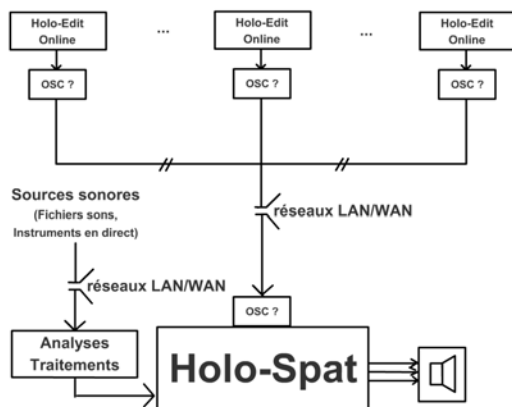 Holo-Edit
Online
...
Holo-Edit
Online
...
Holo-Edit
Online
OSC ?
OSC ?
OSC ?
Sources sonores
(Fichiers sons,
Instruments en direct)
réseaux LAN/WAN
réseaux LAN/WAN
OSC ?
Analyses
Traitements
Holo-Spat